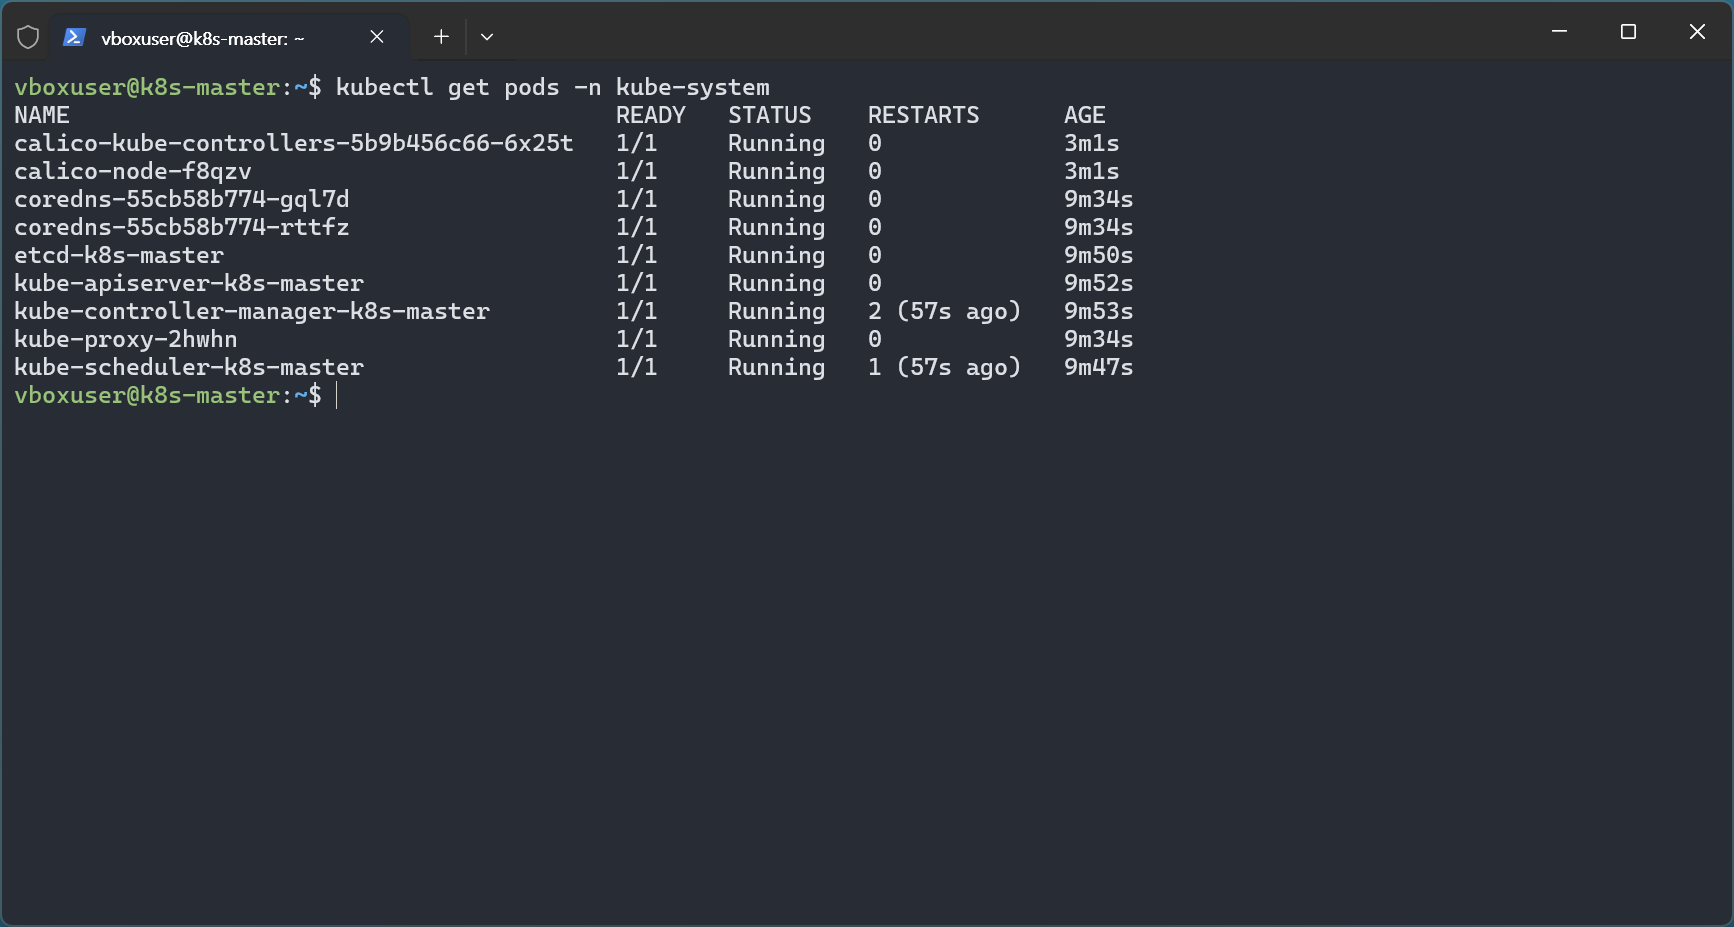 vboxuser@k8s-master: ~
vboxuser@k8s-master:~$ kubectl get pods -n kube-system
NAME                                       READY   STATUS    RESTARTS      AGE
calico-kube-controllers-5b9b456c66-6x25t   1/1     Running   0             3m1s
calico-node-f8qzv                          1/1     Running   0             3m1s
coredns-55cb58b774-gql7d                   1/1     Running   0             9m34s
coredns-55cb58b774-rttfz                   1/1     Running   0             9m34s
etcd-k8s-master                            1/1     Running   0             9m50s
kube-apiserver-k8s-master                  1/1     Running   0             9m52s
kube-controller-manager-k8s-master         1/1     Running   2 (57s ago)   9m53s
kube-proxy-2hwhn                           1/1     Running   0             9m34s
kube-scheduler-k8s-master                  1/1     Running   1 (57s ago)   9m47s
vboxuser@k8s-master:~$